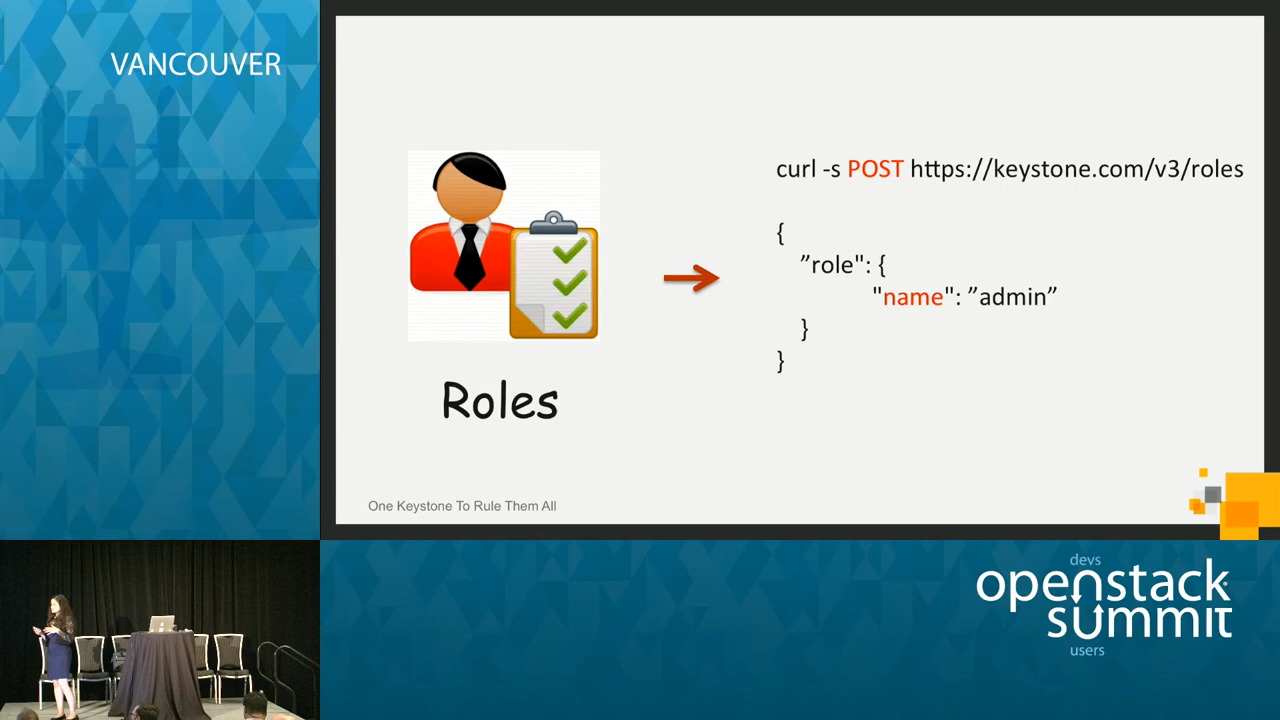 VANCOUVER
curl -s POST https://keystone.com/v3/roles
{
”role": {
"name": ”admin”
}
}
Roles
One Keystone To Rule Them All
devs
openstack
summit
users